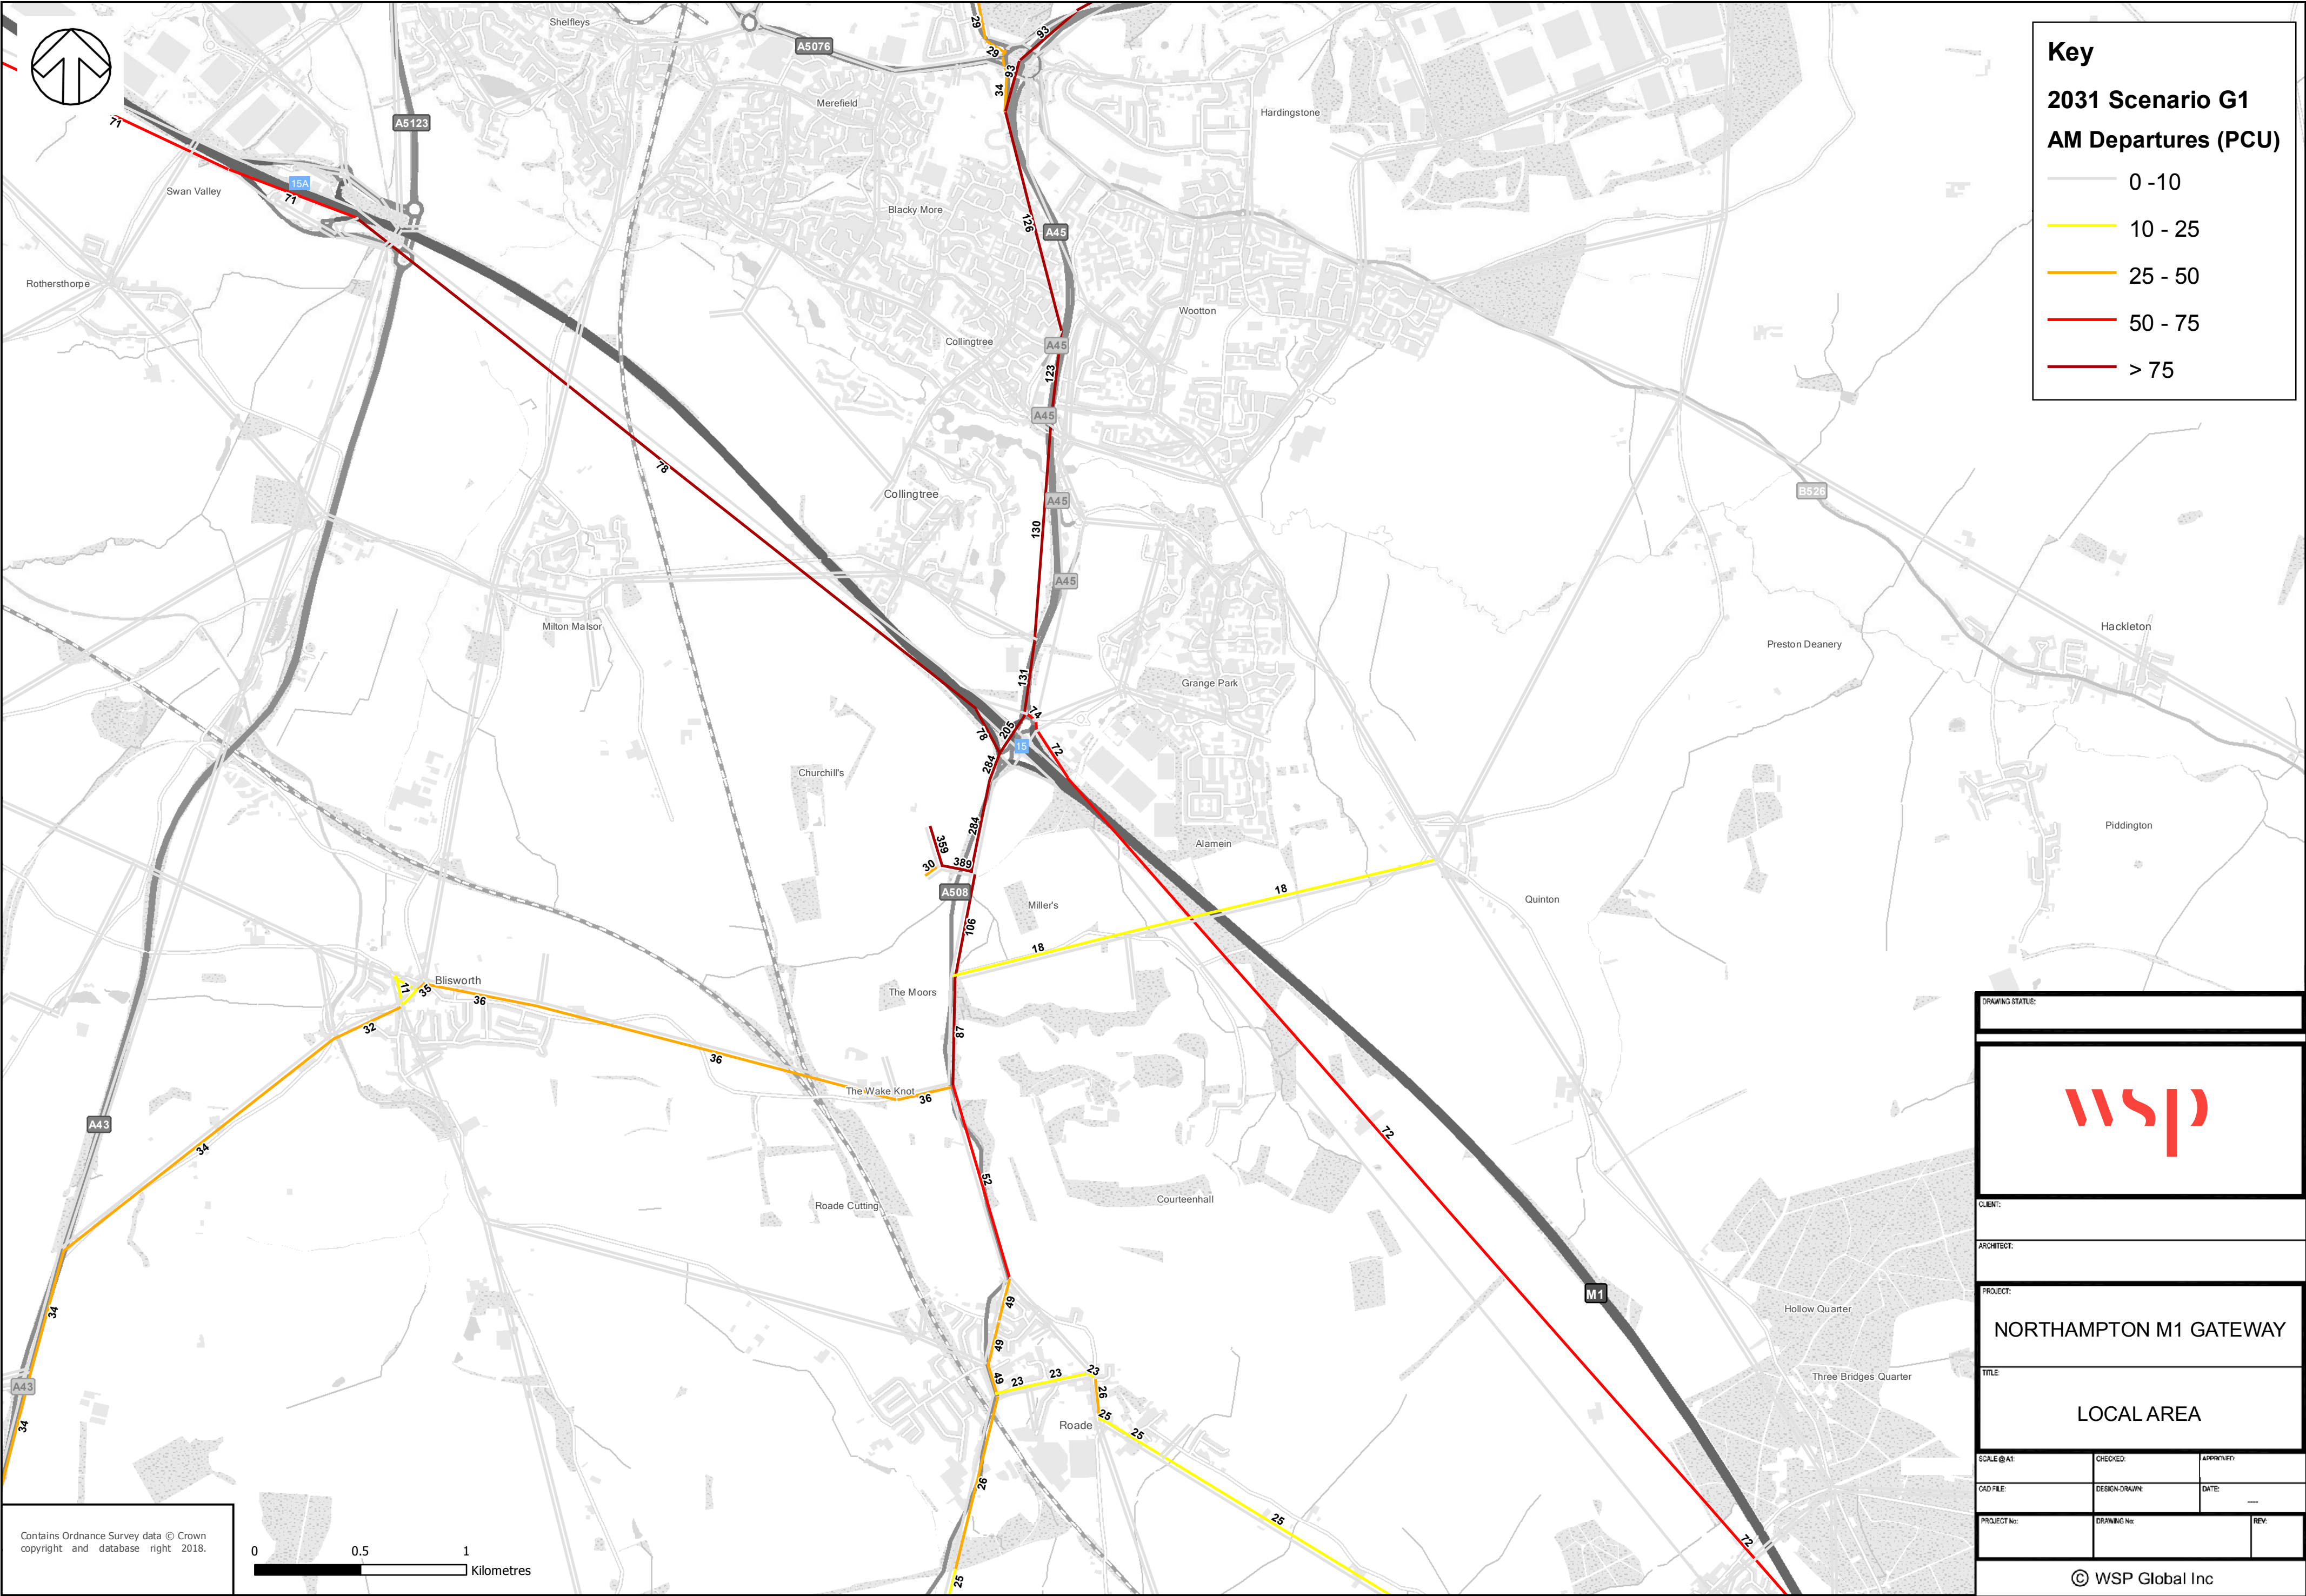 Key
2031 Scenario G1
AM Departures (PCU)
0 -10
10 - 25
25 - 50
50 - 75
> 75
Shelfleys
A5076
29
29
93
93
34
Merefield
Hardingstone
A5123
71
15A
71
Swan Valley
Blacky More
126
A45
Rothersthorpe
Wootton
Collingtree
A45
123
A45
78
Collingtree
A45
B526
130
A45
Milton Malsor
Hackleton
Preston Deanery
131
Grange Park
74
205
78
15
72
284
Churchill's
284
359
389
30
Alamein
Piddington
A508
18
Miller's
Quinton
106
18
Blisworth
11
35
36
The Moors
32
87
36
The Wake Knot
36
A43
34
72
52
Roade Cutting
Courteenhall
M1
Hollow Quarter
34
49
49
23
23
23
49
26
A43
Three Bridges Quarter
25
Roade
25
34
26
25
72
25
DRAWING STATUS:
wsp
CLIENT:
ARCHITECT:
PROJECT:
NORTHAMPTON M1 GATEWAY
TITLE:
LOCAL AREA
SCALE @ A1:
CHECKED:
APPROVED:
CAD FILE:
DESIGN-DRAWN:
DATE:
PROJECT No:
DRAWING No:
REV:
© WSP Global Inc
Contains Ordnance Survey data © Crown
copyright and database right 2018.
0 0.5 1
Kilometres